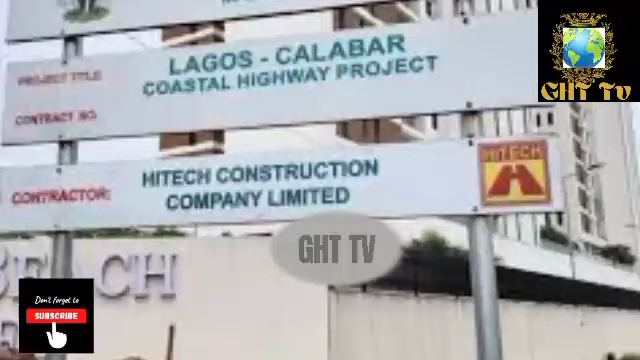 PROJECT TITLE
LAGOS - CALABAR
COASTAL HIGHWAY PROJECT
CONTRACT NO
CONTRACTOR:
HITECH CONSTRUCTION
COMPANY LIMITED
HITECH
GHT TV
GHT TV
BEACH
Don't forget to
SUBSCRIBE